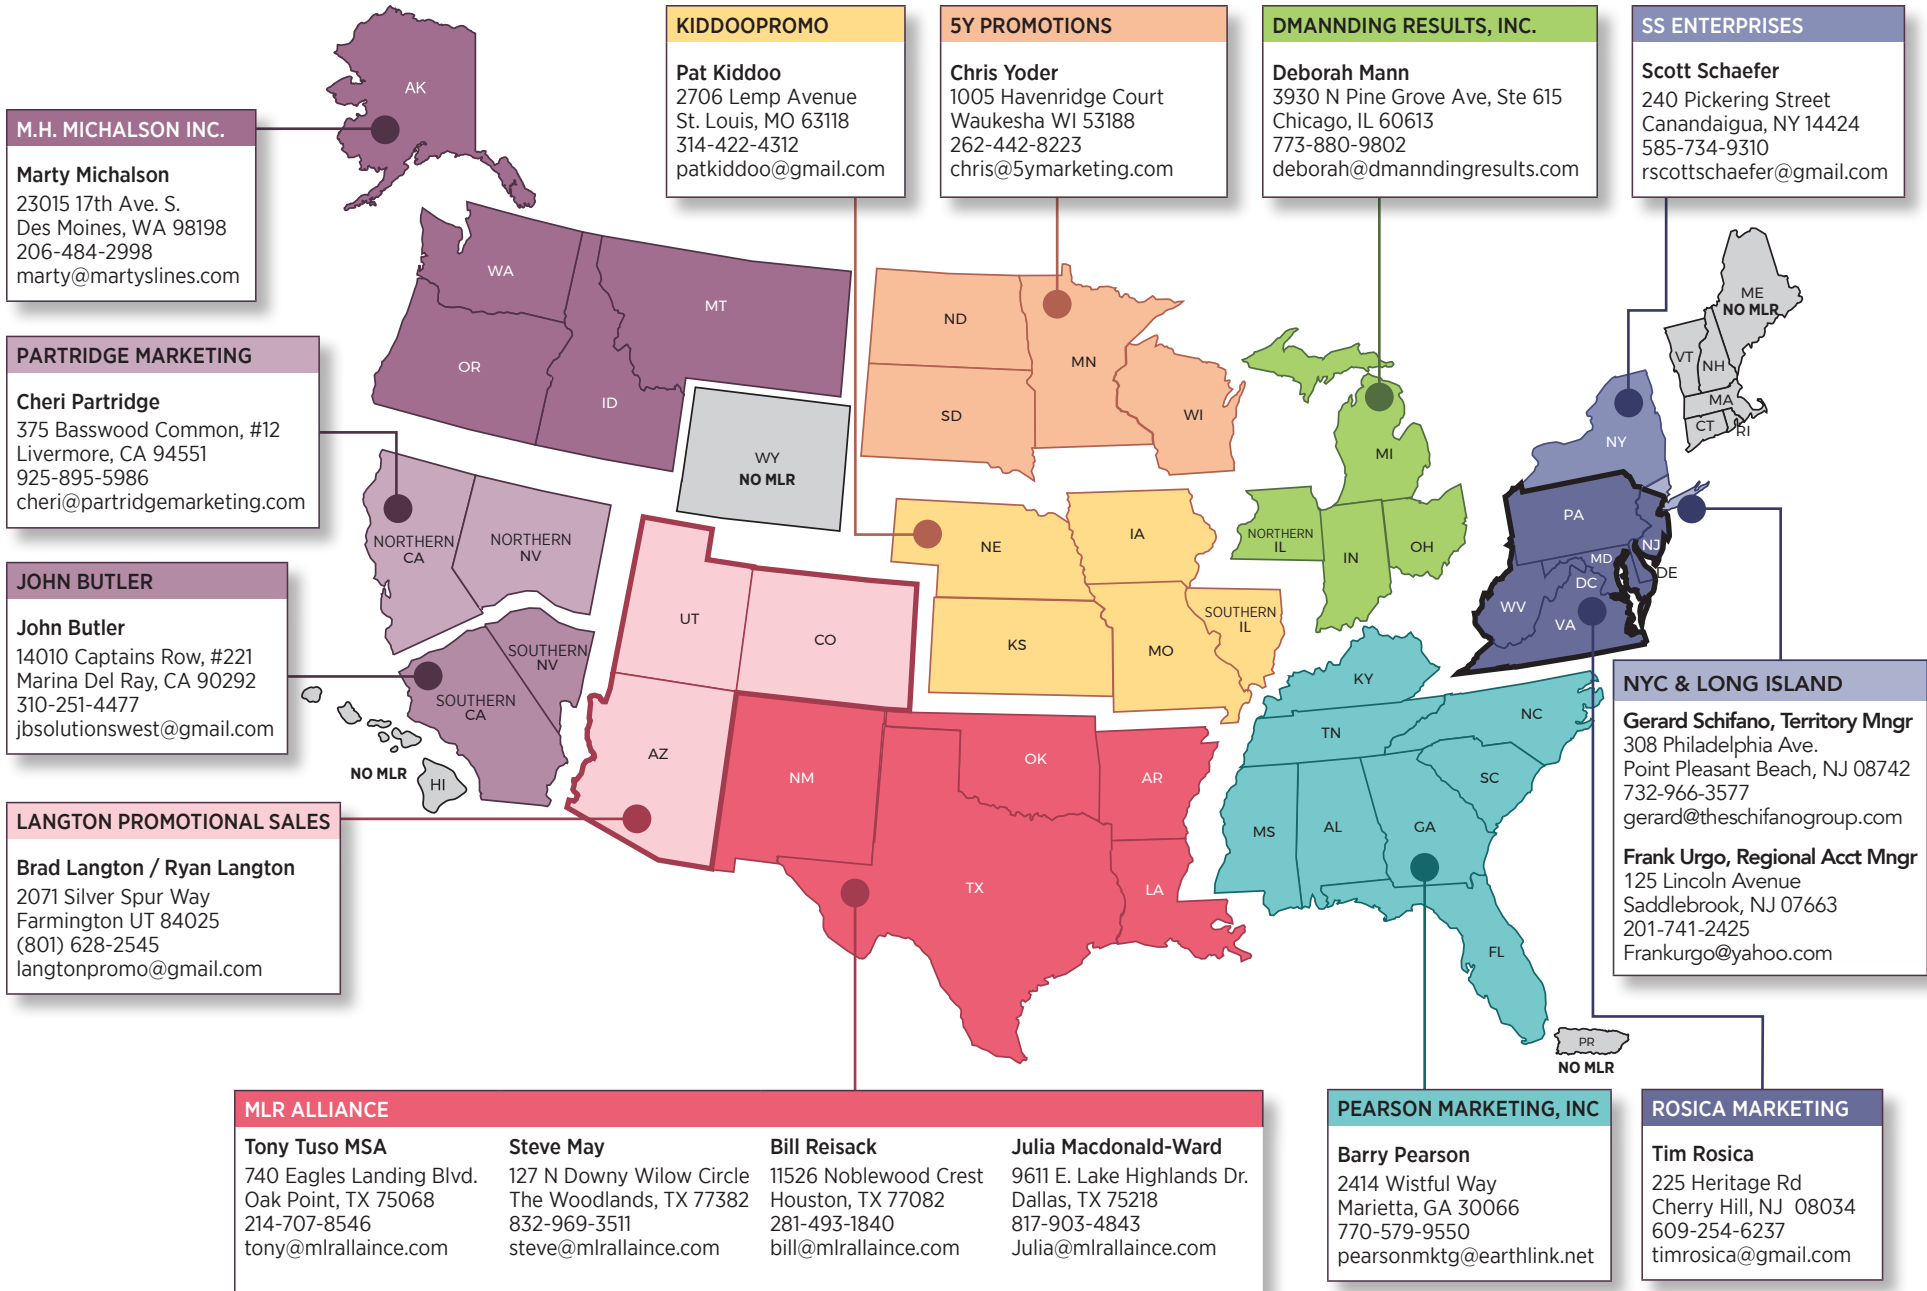 KIDDOOPROMO
Pat Kiddoo
2706 Lemp Avenue
St. Louis, MO 63118
314-422-4312
patkiddoo@gmail.com
5Y PROMOTIONS
Chris Yoder
1005 Havenridge Court
Waukesha WI 53188
262-442-8223
chris@5ymarketing.com
DMANNDING RESULTS, INC.
Deborah Mann
3930 N Pine Grove Ave, Ste 615
Chicago, IL 60613
773-880-9802
deborah@dmanndingresults.com
SS ENTERPRISES
Scott Schaefer
240 Pickering Street
Canandaigua, NY 14424
585-734-9310
rscottschaefer@gmail.com
M.H. MICHALSON INC.
Marty Michalson
23015 17th Ave. S.
Des Moines, WA 98198
206-484-2998
marty@martyslines.com
PARTRIDGE MARKETING
Cheri Partridge
375 Basswood Common, #12
Livermore, CA 94551
925-895-5986
cheri@partridgemarketing.com
JOHN BUTLER
John Butler
14010 Captains Row, #221
Marina Del Ray, CA 90292
310-251-4477
jbsolutionswest@gmail.com
LANGTON PROMOTIONAL SALES
Brad Langton / Ryan Langton
2071 Silver Spur Way
Farmington UT 84025
(801) 628-2545
langtonpromo@gmail.com
AK
WA
MT
OR
ID
WY
NO MLR
NORTHERN
CA
NORTHERN
NV
SOUTHERN
NV
SOUTHERN
CA
NO MLR
HI
UT
CO
AZ
NM
OK
AR
TX
LA
ND
MN
SD
WI
NE
IA
KS
MO
SOUTHERN
IL
MI
NORTHERN
IL
IN
OH
KY
TN
NC
SC
MS
AL
GA
FL
ME
NO MLR
VT
NH
MA
CT
RI
NY
PA
NJ
MD
DE
DC
WV
VA
PR
NO MLR
NYC & LONG ISLAND
Gerard Schifano, Territory Mngr
308 Philadelphia Ave.
Point Pleasant Beach, NJ 08742
732-966-3577
gerard@theschifanogroup.com
Frank Urgo, Regional Acct Mngr
125 Lincoln Avenue
Saddlebrook, NJ 07663
201-741-2425
Frankurgo@yahoo.com
MLR ALLIANCE
Tony Tuso MSA
740 Eagles Landing Blvd.
Oak Point, TX 75068
214-707-8546
tony@mlrallaince.com
Steve May
127 N Downy Wilow Circle
The Woodlands, TX 77382
832-969-3511
steve@mlrallaince.com
Bill Reisack
11526 Noblewood Crest
Houston, TX 77082
281-493-1840
bill@mlrallaince.com
Julia Macdonald-Ward
9611 E. Lake Highlands Dr.
Dallas, TX 75218
817-903-4843
Julia@mlrallaince.com
PEARSON MARKETING, INC
Barry Pearson
2414 Wistful Way
Marietta, GA 30066
770-579-9550
pearsonmktg@earthlink.net
ROSICA MARKETING
Tim Rosica
225 Heritage Rd
Cherry Hill, NJ 08034
609-254-6237
timrosica@gmail.com